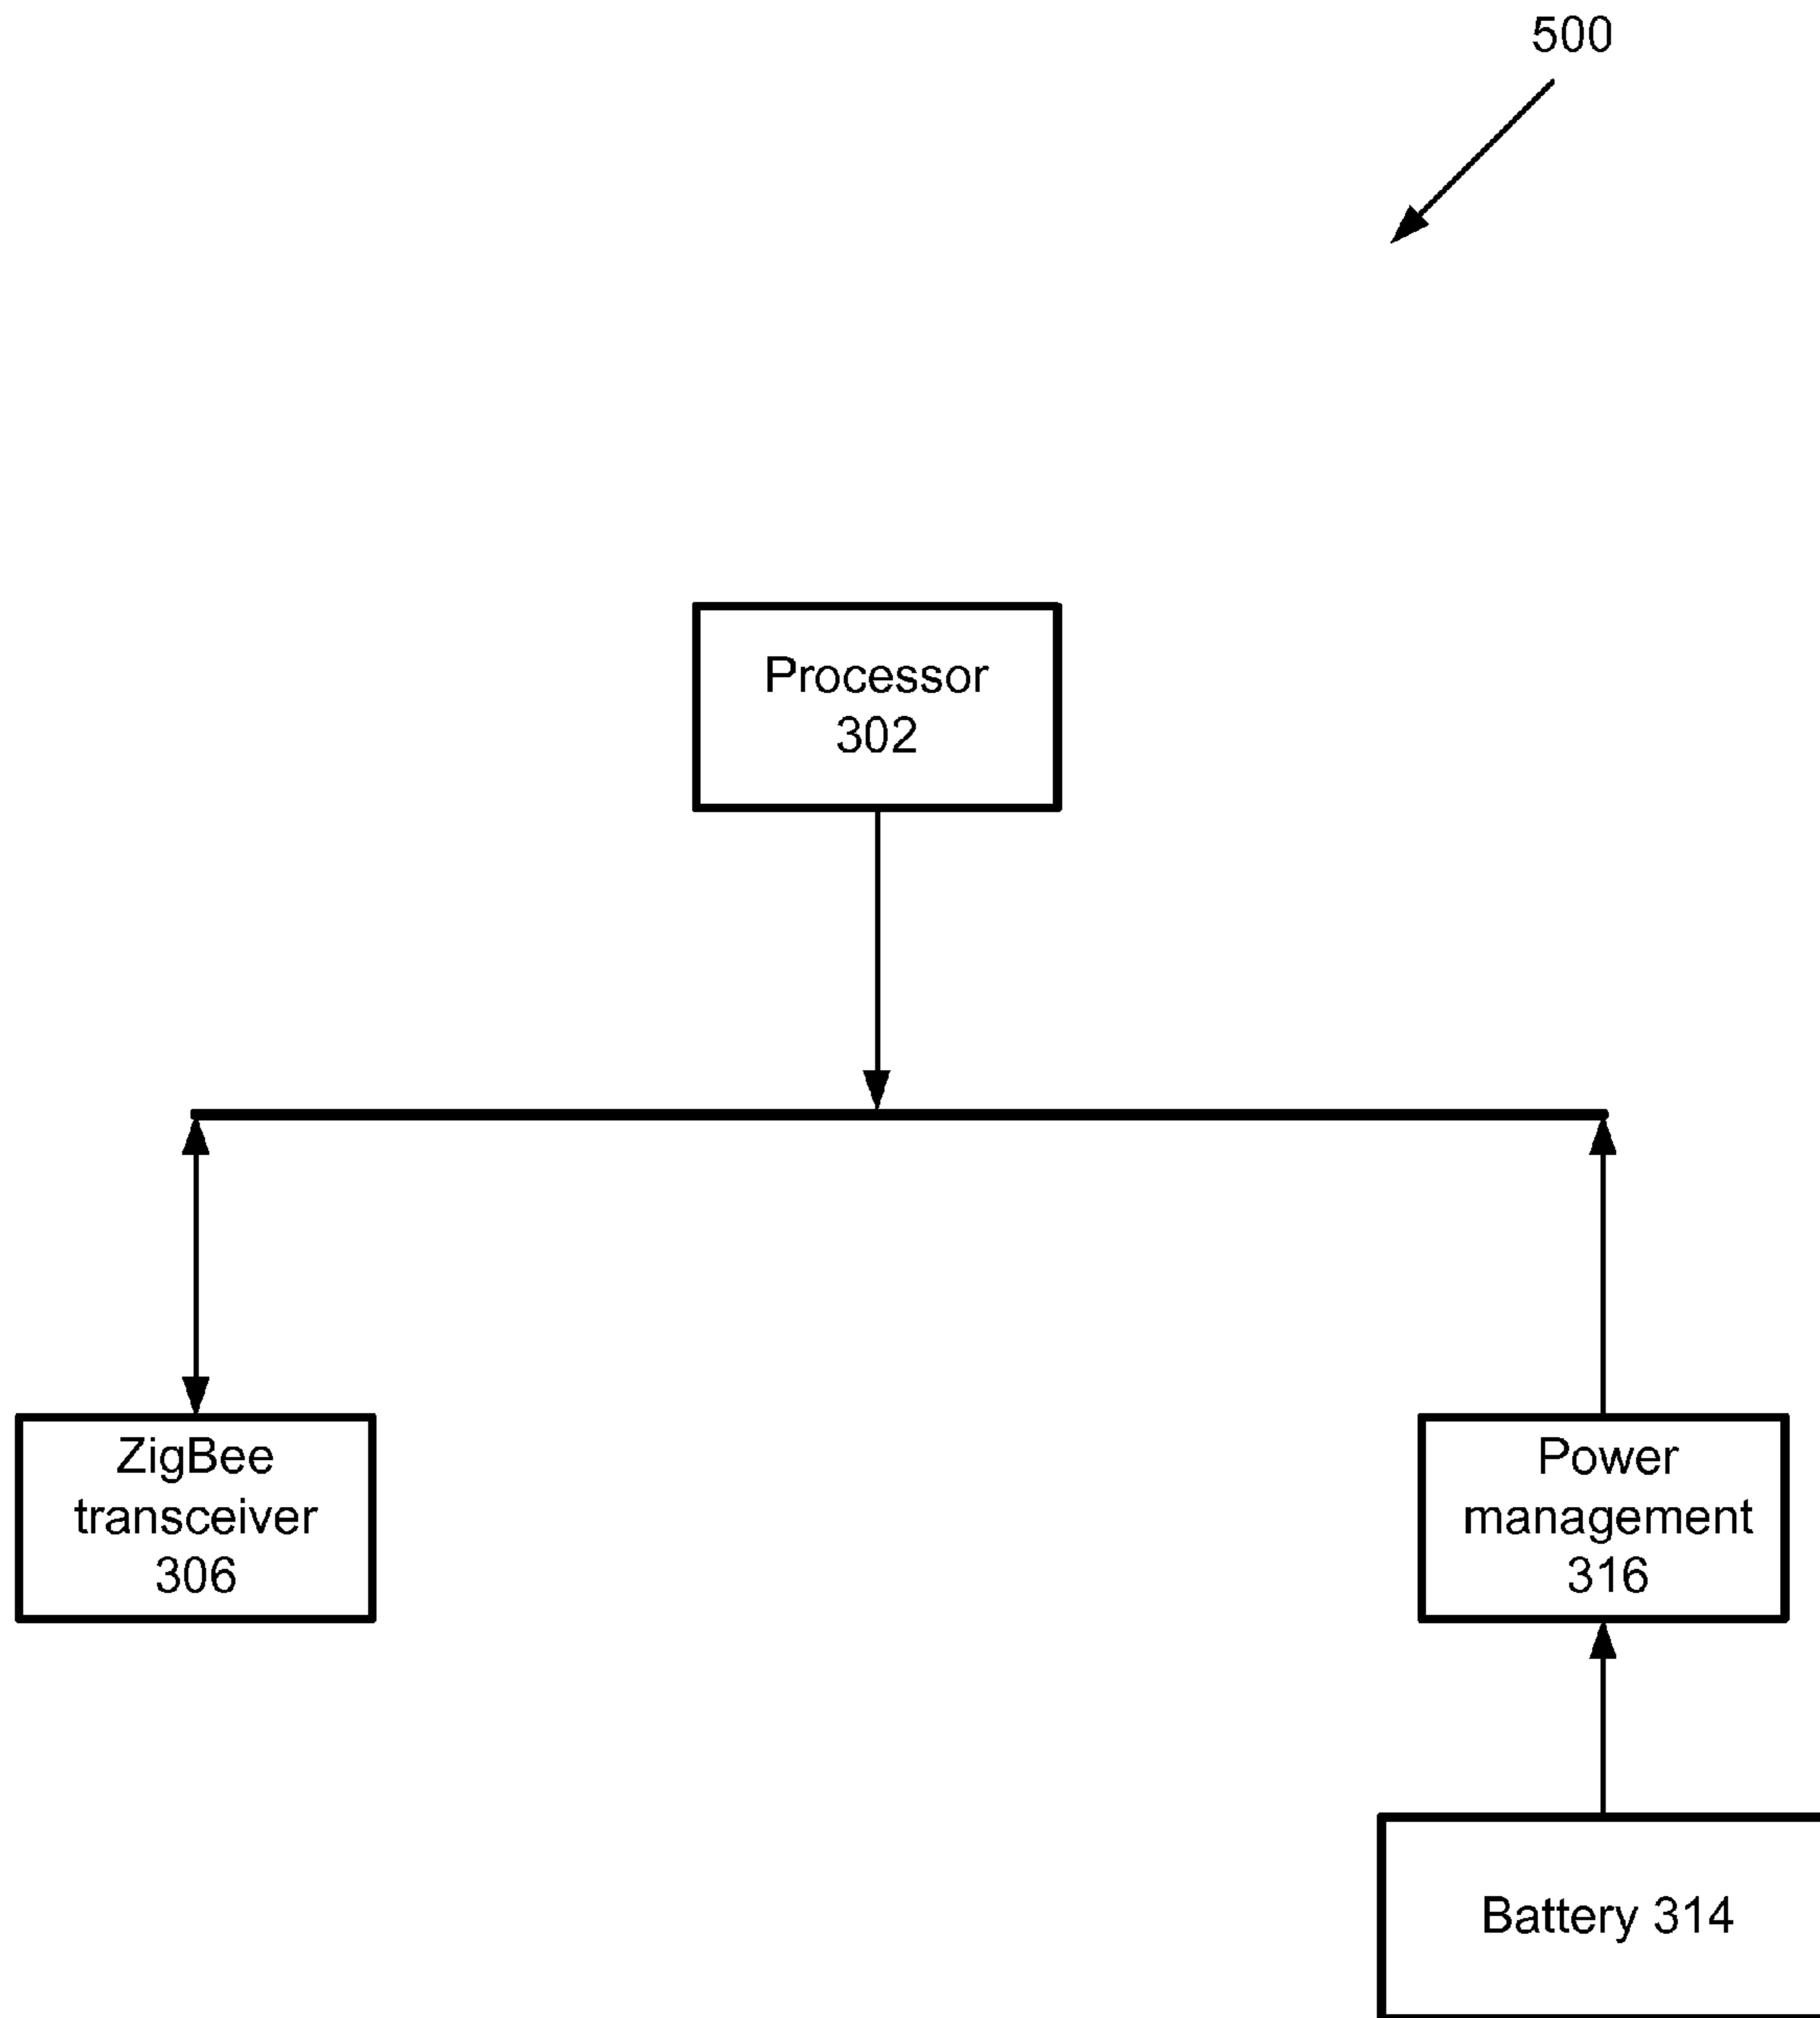 500
Processor
302
ZigBee
transceiver
306
Power
management
316
Battery 314